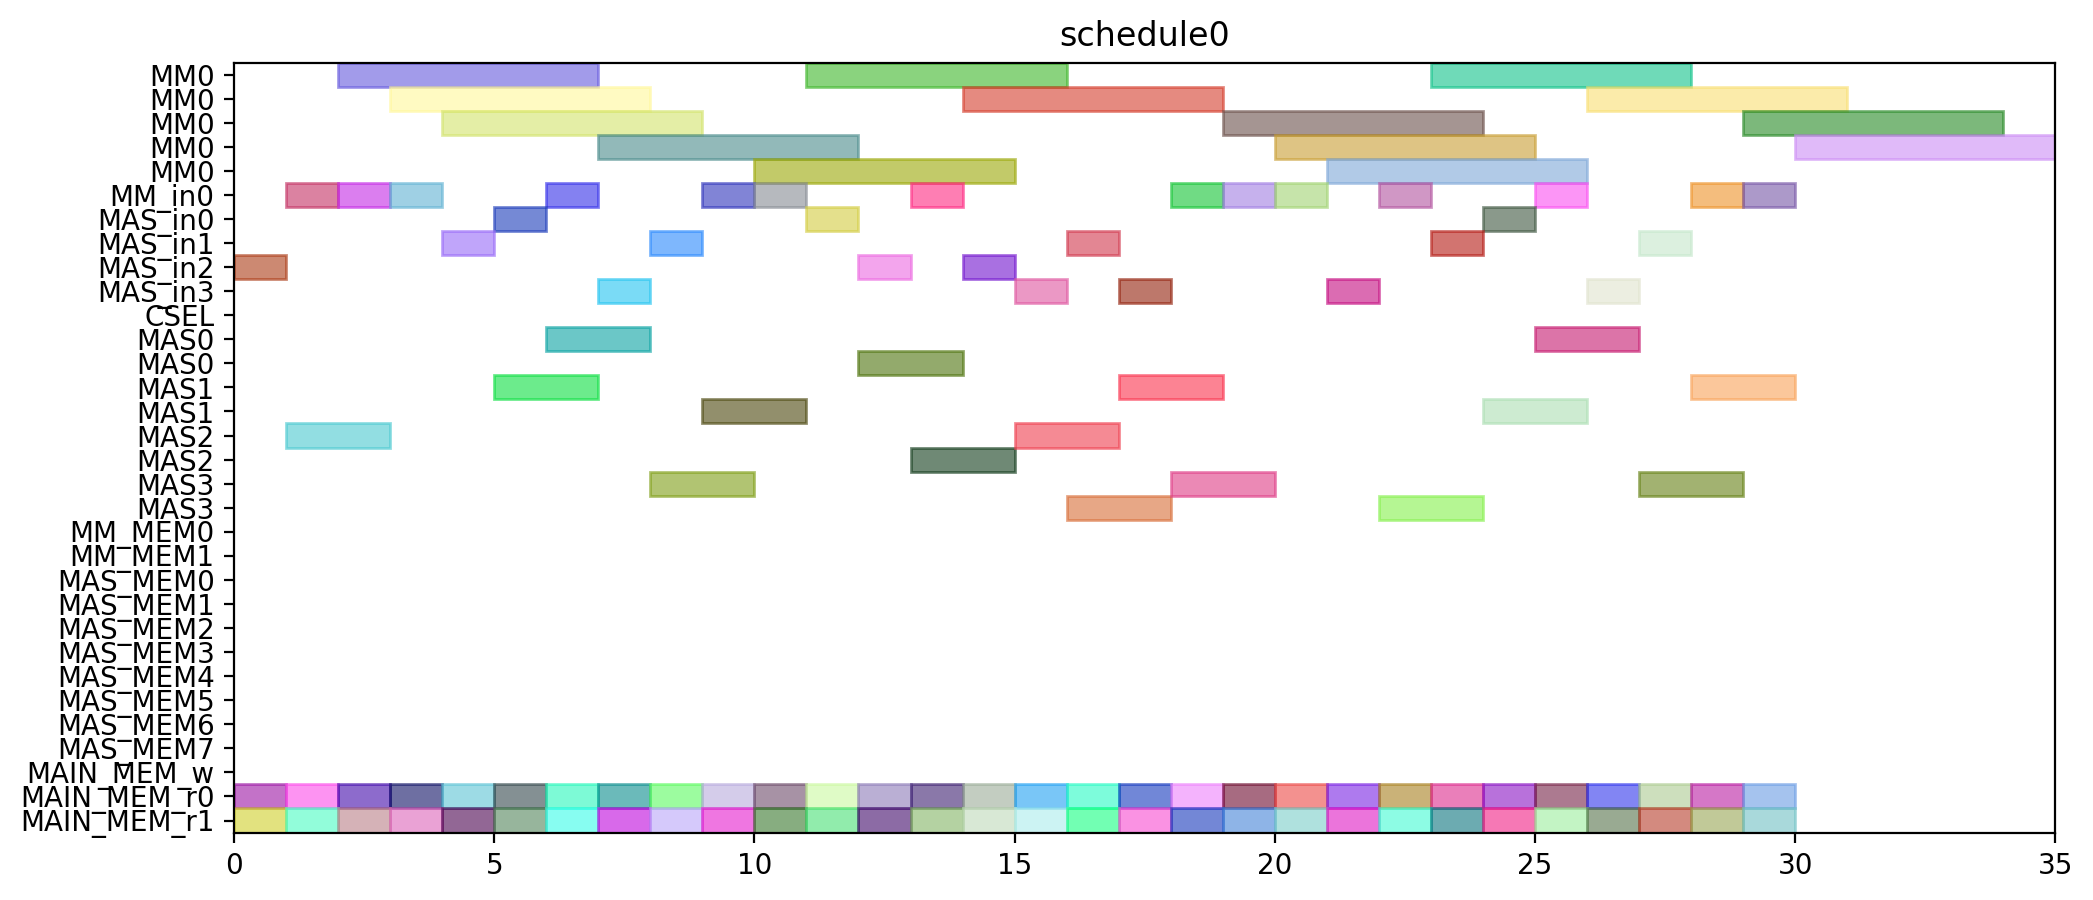 schedule0
MM0
MM0
MM0
MM0
MM0
MM_in0
MAS_in0
MAS_in1
MAS_in2
MAS_in3
CSEL
MAS0
MAS0
MAS1
MAS1
MAS2
MAS2
MAS3
MAS3
MM_MEM0
MM_MEM1
MAS_MEM0
MAS_MEM1
MAS_MEM2
MAS_MEM3
MAS_MEM4
MAS_MEM5
MAS_MEM6
MAS_MEM7
MAIN_MEM_w
MAIN_MEM_r0
MAIN_MEM_r1
0 5 10 15 20 25 30 35